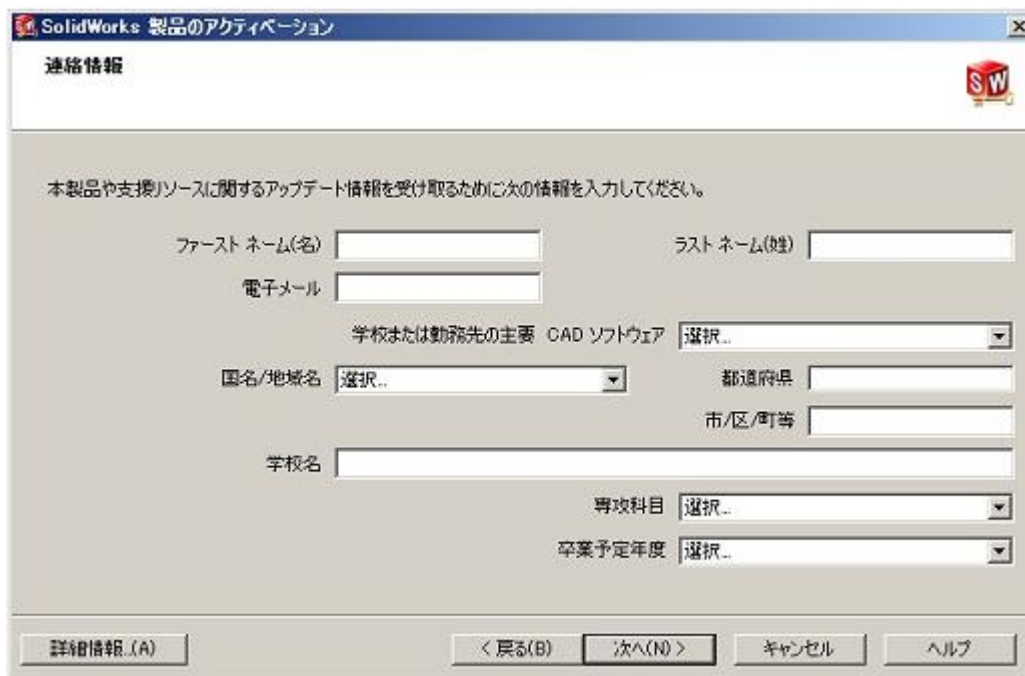 SolidWorks 製品のアクティベーション
連絡情報
SW
本製品や支援リソースに関するアップデート情報を受け取るために次の情報を入力してください。
ファースト ネーム(名) ラスト ネーム(姓)
電子メール
学校または勤務先の主要 CAD ソフトウェア 選択...
国名/地域名 選択... 都道府県
市/区/町等
学校名
専攻科目 選択...
卒業予定年度 選択...
詳細情報...(A) < 戻る(B) 次へ(N) > キャンセル ヘルプ